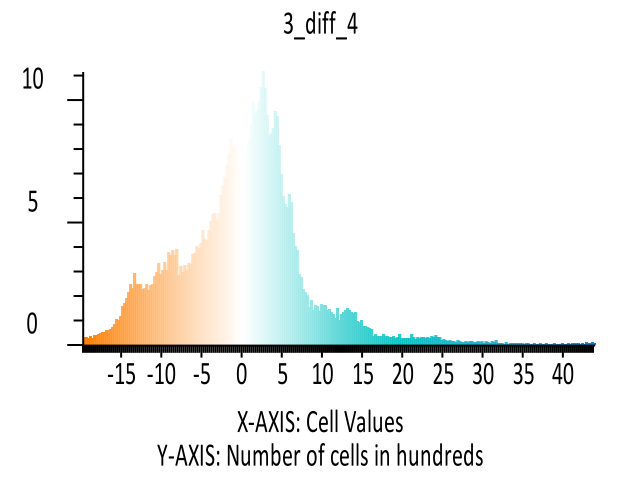 3_diff_4
10
5
0
-15 -10 -5 0 5 10 15 20 25 30 35 40
X-AXIS: Cell Values
Y-AXIS: Number of cells in hundreds